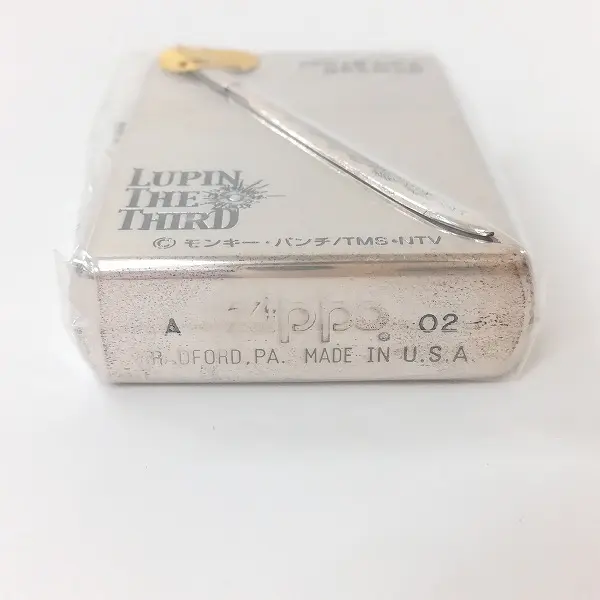 LUPIN
THE
THIRD
© モンキー・パンチ/TMS・NTV
A Zippo 02
BRADFORD,PA. MADE IN U.S.A